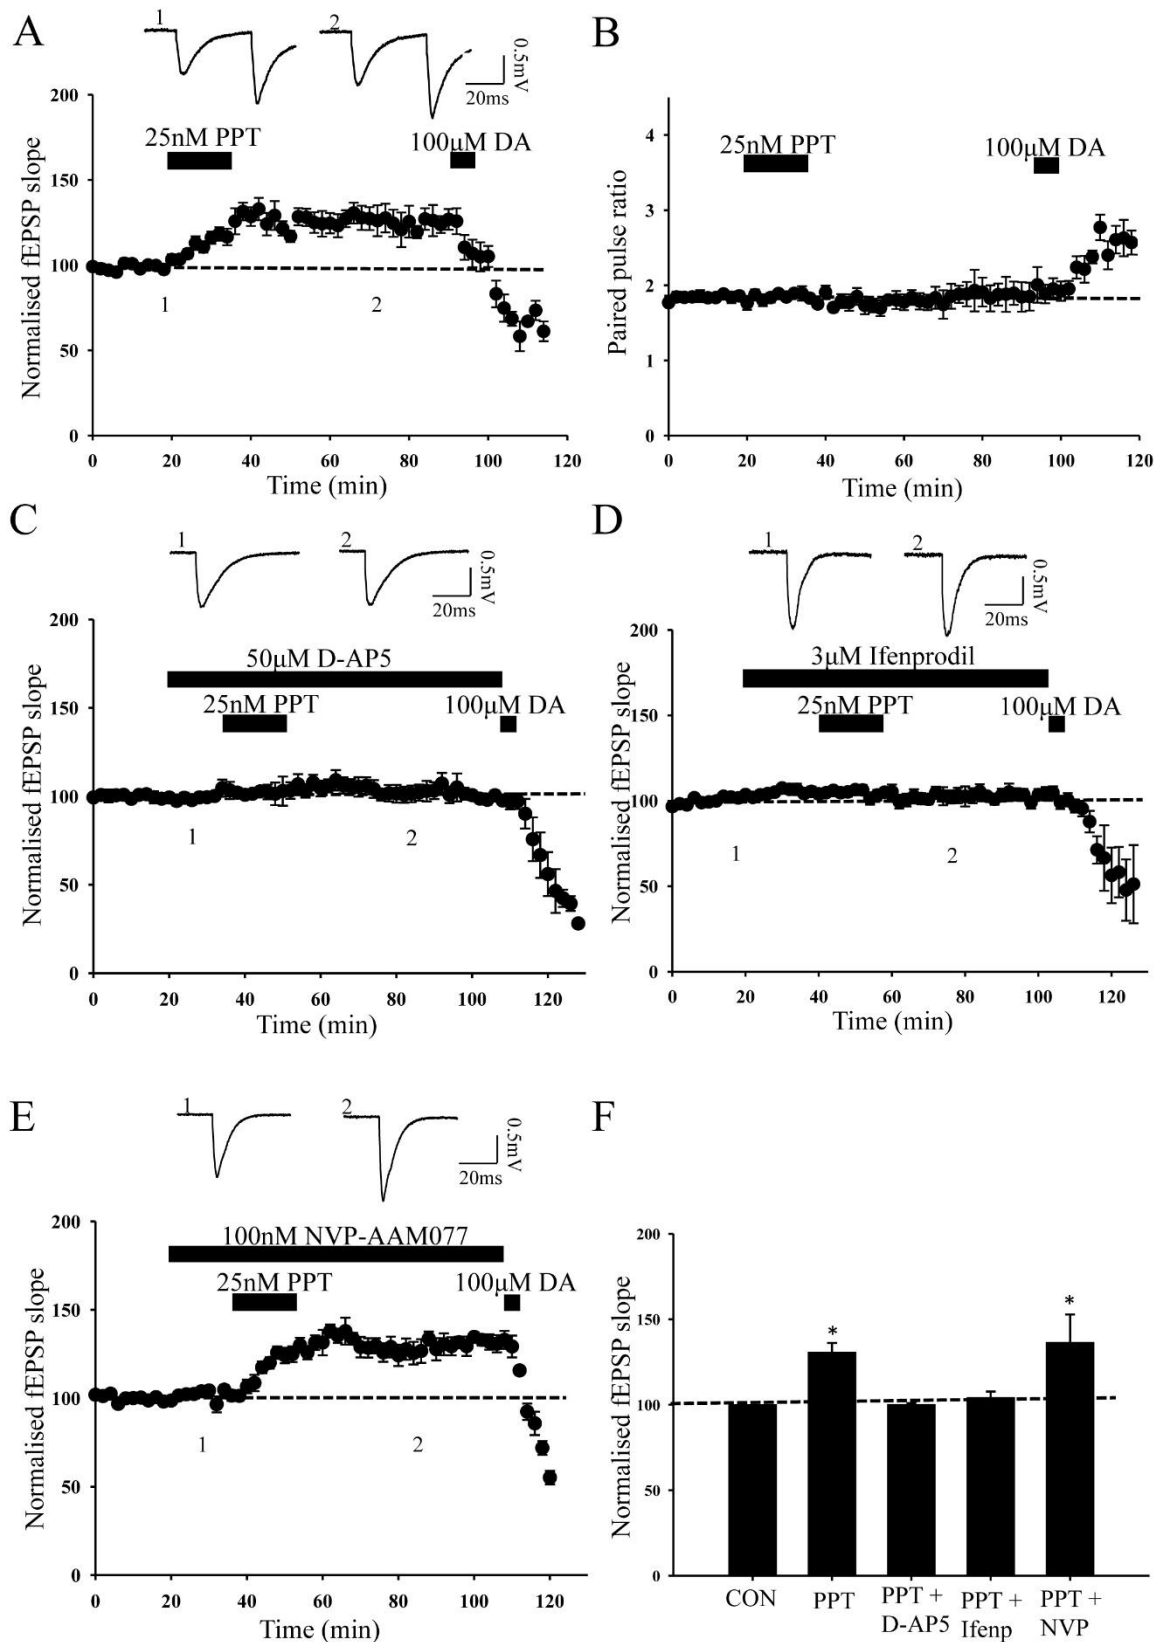 A
1
2
0.5mV
20ms
200
150
100
50
0
25nM PPT
100μM DA
1
2
Normalised fEPSP slope
0 20 40 60 80 100 120
Time (min)
B
4
3
2
1
0
25nM PPT
100μM DA
Paired pulse ratio
0 20 40 60 80 100 120
Time (min)
C
1
2
0.5mV
20ms
200
150
100
50
0
50μM D-AP5
25nM PPT
100μM DA
1
2
Normalised fEPSP slope
0 20 40 60 80 100 120
Time (min)
D
1
2
0.5mV
20ms
200
150
100
50
0
3μM Ifenprodil
25nM PPT
100μM DA
1
2
Normalised fEPSP slope
0 20 40 60 80 100 120
Time (min)
E
1
2
0.5mV
20ms
200
150
100
50
0
100nM NVP-AAM077
25nM PPT
100μM DA
1
2
Normalised fEPSP slope
0 20 40 60 80 100 120
Time (min)
F
200
150
100
50
0
*
*
Normalised fEPSP slope
CON
PPT
PPT +
D-AP5
PPT +
Ifenp
PPT +
NVP